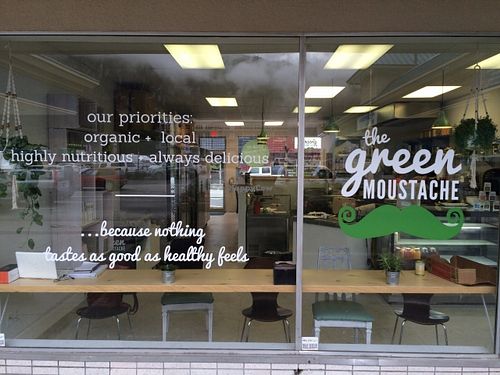 our priorities:
organic + local
highly nutritious + always delicious
...because nothing
tastes as good as healthy feels
the
green
MOUSTACHE
HappyCow